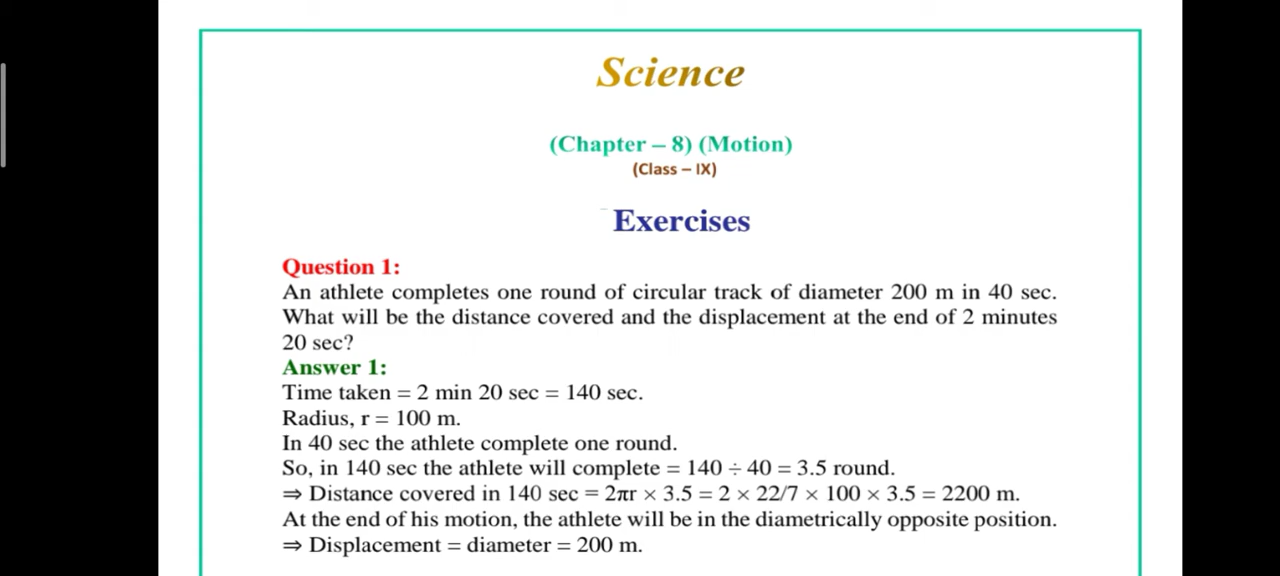 Science
(Chapter – 8) (Motion)
(Class – IX)
Exercises
Question 1:
An athlete completes one round of circular track of diameter 200 m in 40 sec.
What will be the distance covered and the displacement at the end of 2 minutes
20 sec?
Answer 1:
Time taken = 2 min 20 sec = 140 sec.
Radius, r = 100 m.
In 40 sec the athlete complete one round.
So, in 140 sec the athlete will complete = 140 ÷ 40 = 3.5 round.
⇒ Distance covered in 140 sec = 2πr × 3.5 = 2 × 22/7 × 100 × 3.5 = 2200 m.
At the end of his motion, the athlete will be in the diametrically opposite position.
⇒ Displacement = diameter = 200 m.